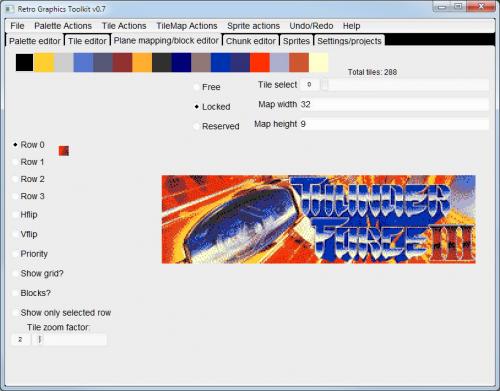 Retro Graphics Toolkit v0.7
File Palette Actions Tile Actions TileMap Actions Sprite actions Undo/Redo Help
Palette editor Tile editor Plane mapping/block editor Chunk editor Sprites Settings/projects
Total tiles: 288
Free
Tile select 0
Locked
Map width 32
Reserved
Map height 9
Row 0
Row 1
Row 2
Row 3
Hflip
Vflip
Priority
Show grid?
Blocks?
Show only selected row
Tile zoom factor:
2
THUNDER
FORCE III